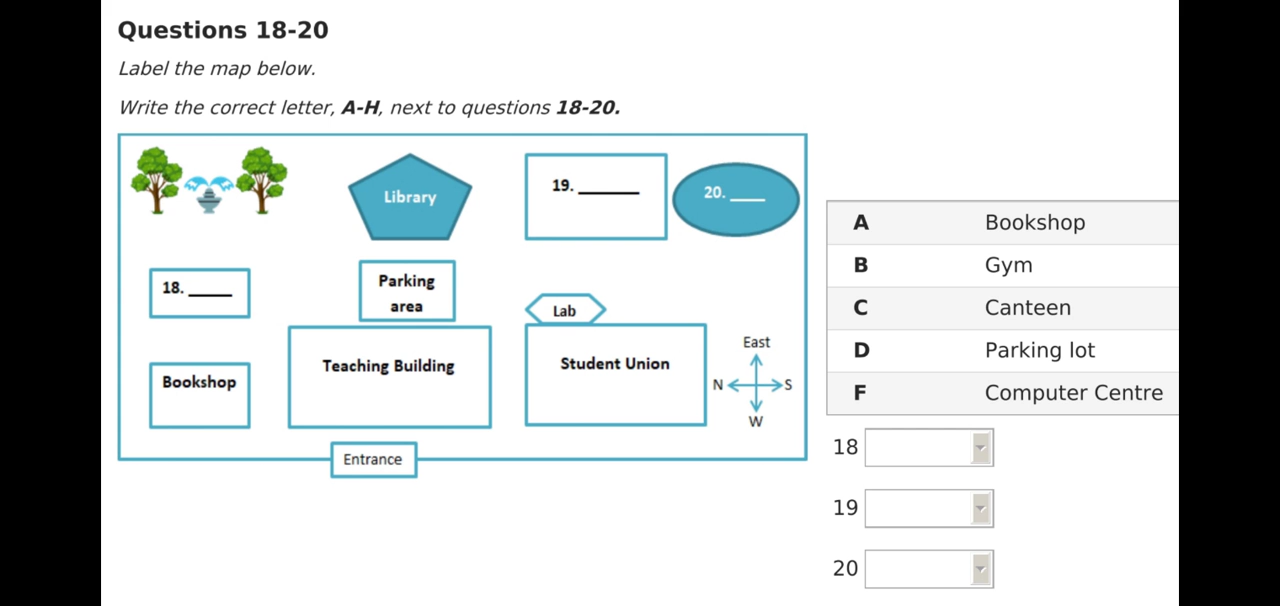 Questions 18-20
Label the map below.
Write the correct letter, A-H, next to questions 18-20.
Library
19. ______
20. ____
18. _____
Parking
area
Lab
Teaching Building
Student Union
Bookshop
East
N
S
W
Entrance
A Bookshop
B Gym
C Canteen
D Parking lot
F Computer Centre
18
19
20